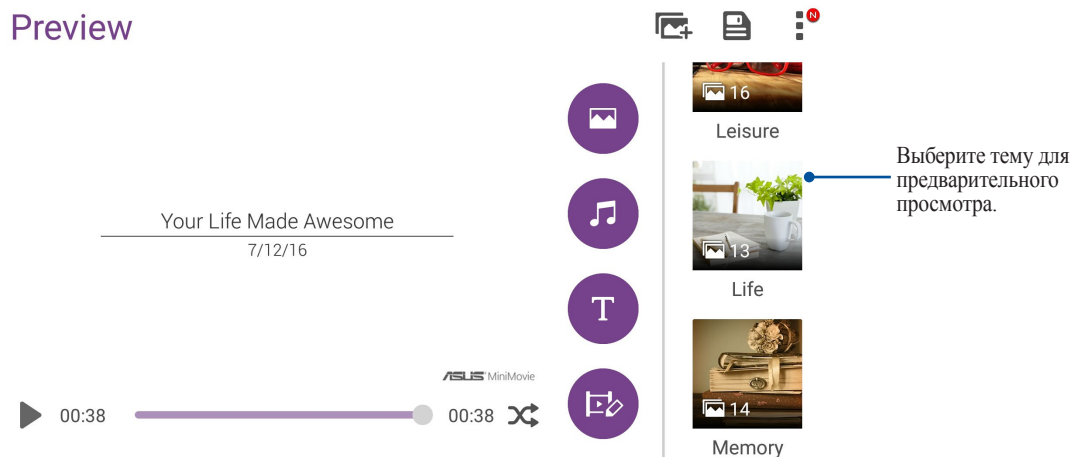 Preview
N
16
Leisure
Выберите тему для
предварительного
просмотра.
Your Life Made Awesome
7/12/16
13
Life
T
ASUS MiniMovie
14
00:38
00:38
Memory